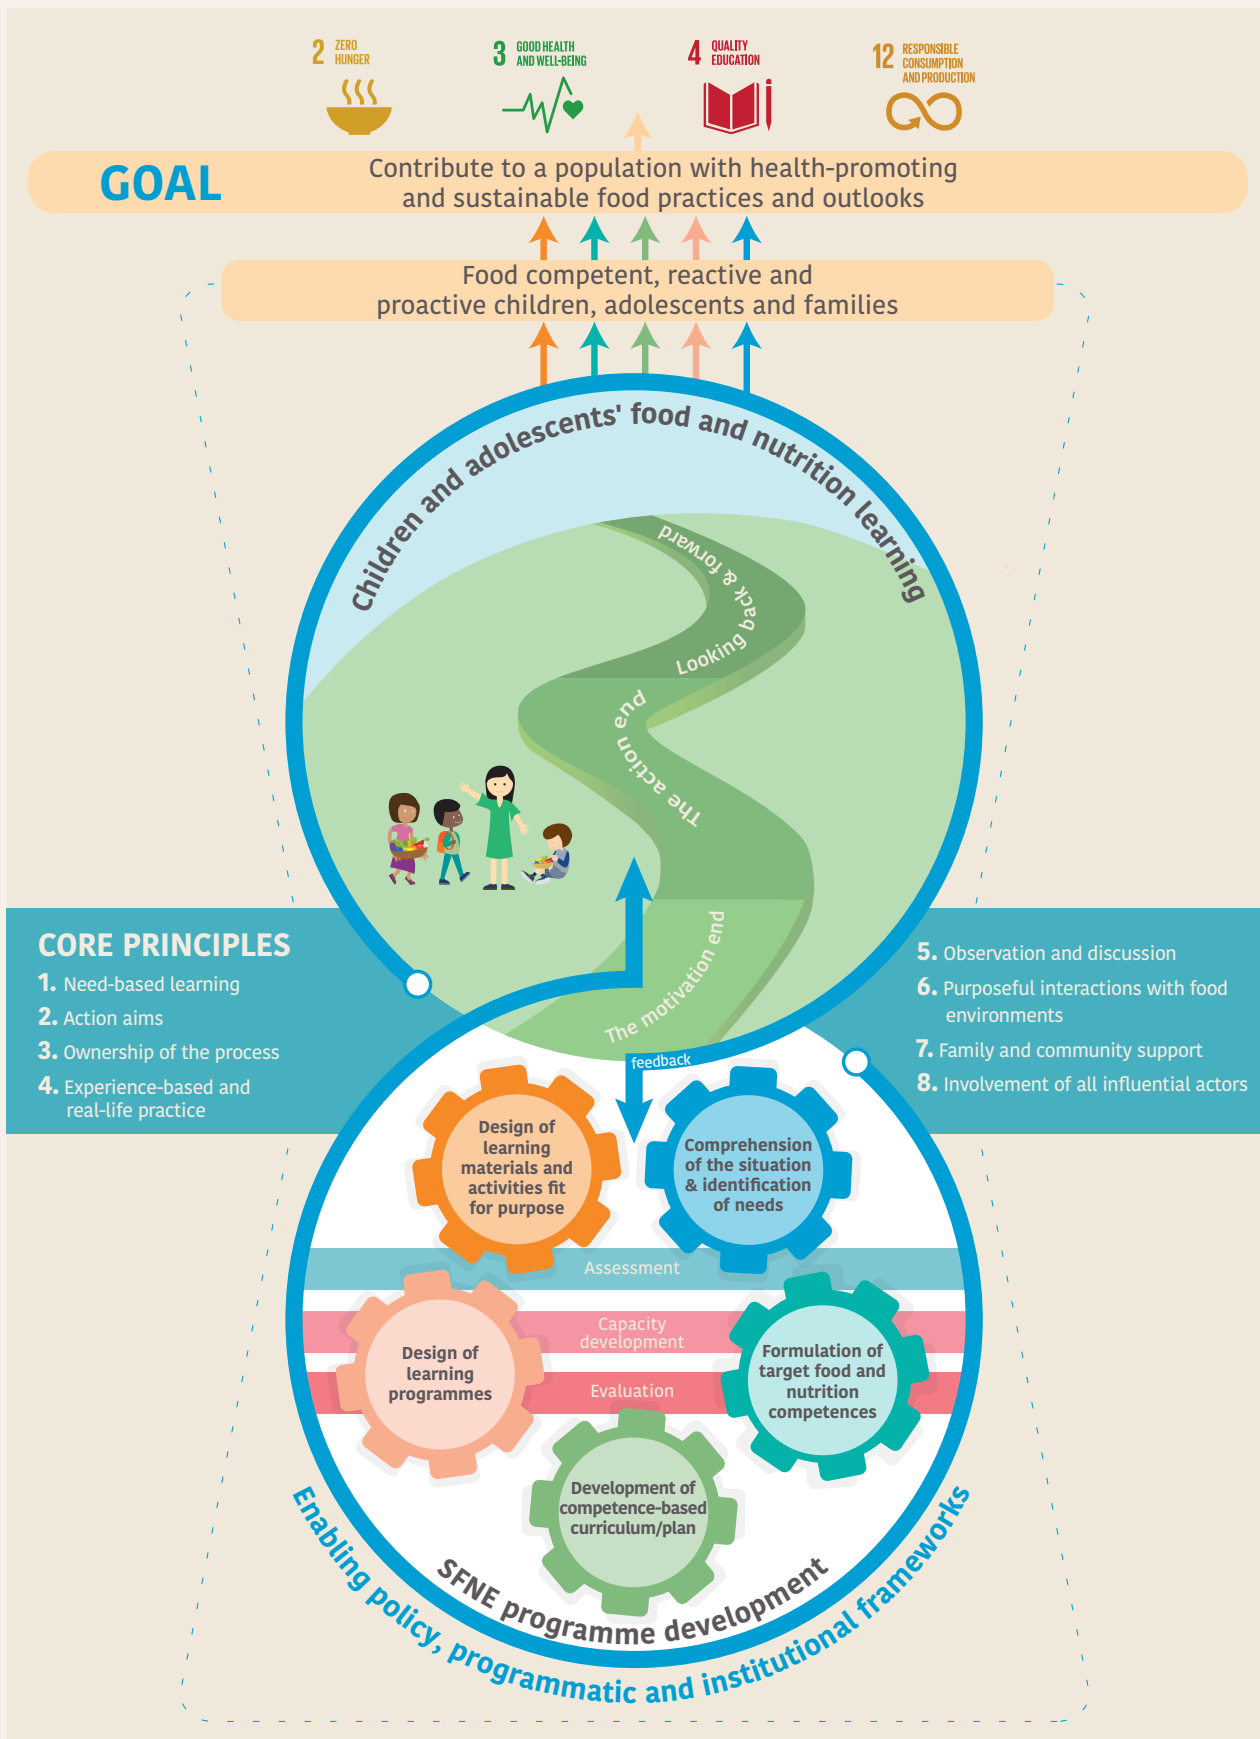 2 ZERO
HUNGER
3 GOOD HEALTH
AND WELL-BEING
4 QUALITY
EDUCATION
12 RESPONSIBLE
CONSUMPTION
AND PRODUCTION
GOAL
Contribute to a population with health-promoting
and sustainable food practices and outlooks
Food competent, reactive and
proactive children, adolescents and families
Children and adolescents' food and nutrition learning
Looking back & forward
The action end
The motivation end
CORE PRINCIPLES
1. Need-based learning
2. Action aims
3. Ownership of the process
4. Experience-based and
real-life practice
5. Observation and discussion
6. Purposeful interactions with food
environments
7. Family and community support
8. Involvement of all influential actors
feedback
Design of
learning
materials and
activities fit
for purpose
Comprehension
of the situation
& identification
of needs
Assessment
Capacity
development
Evaluation
Design of
learning
programmes
Formulation of
target food and
nutrition
competences
Development of
competence-based
curriculum/plan
SFNE programme development
Enabling policy, programmatic and institutional frameworks